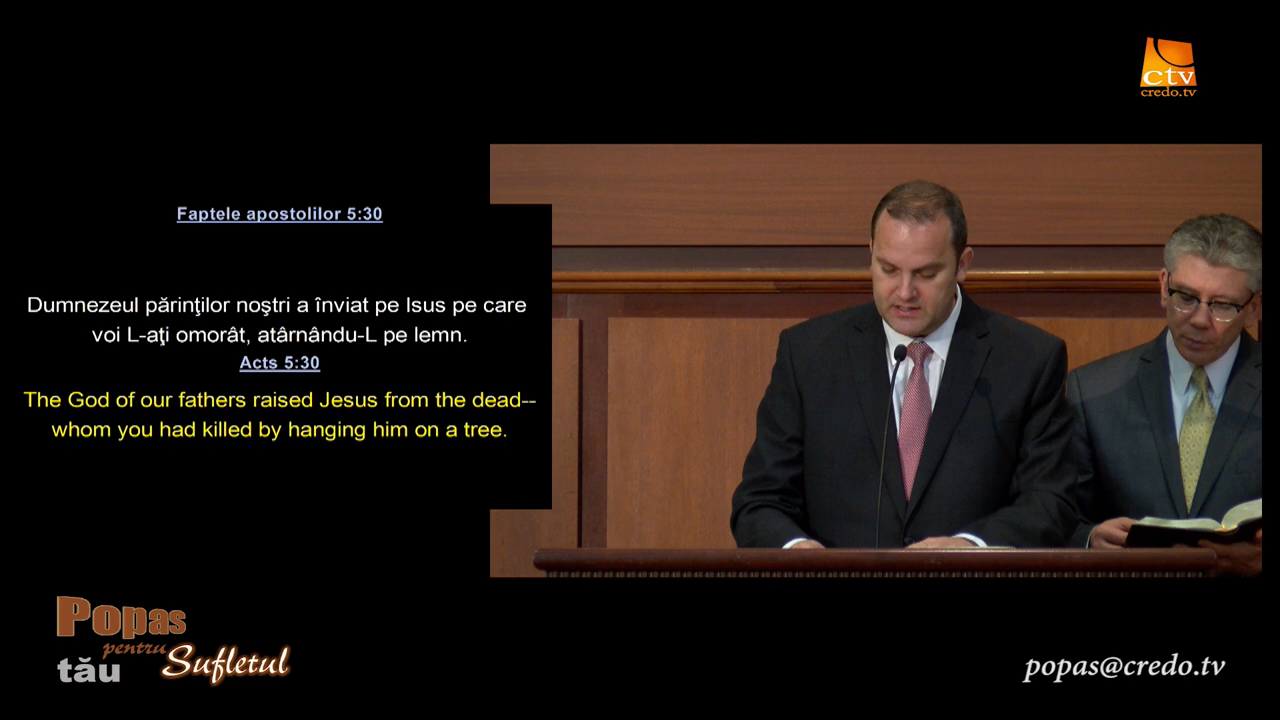 ctv
credo.tv
Faptele apostolilor 5:30
Dumnezeul părinţilor noştri a înviat pe Isus pe care
voi L-aţi omorât, atârnându-L pe lemn.
Acts 5:30
The God of our fathers raised Jesus from the dead--
whom you had killed by hanging him on a tree.
Popas
pentru
tău Sufletul
popas@credo.tv